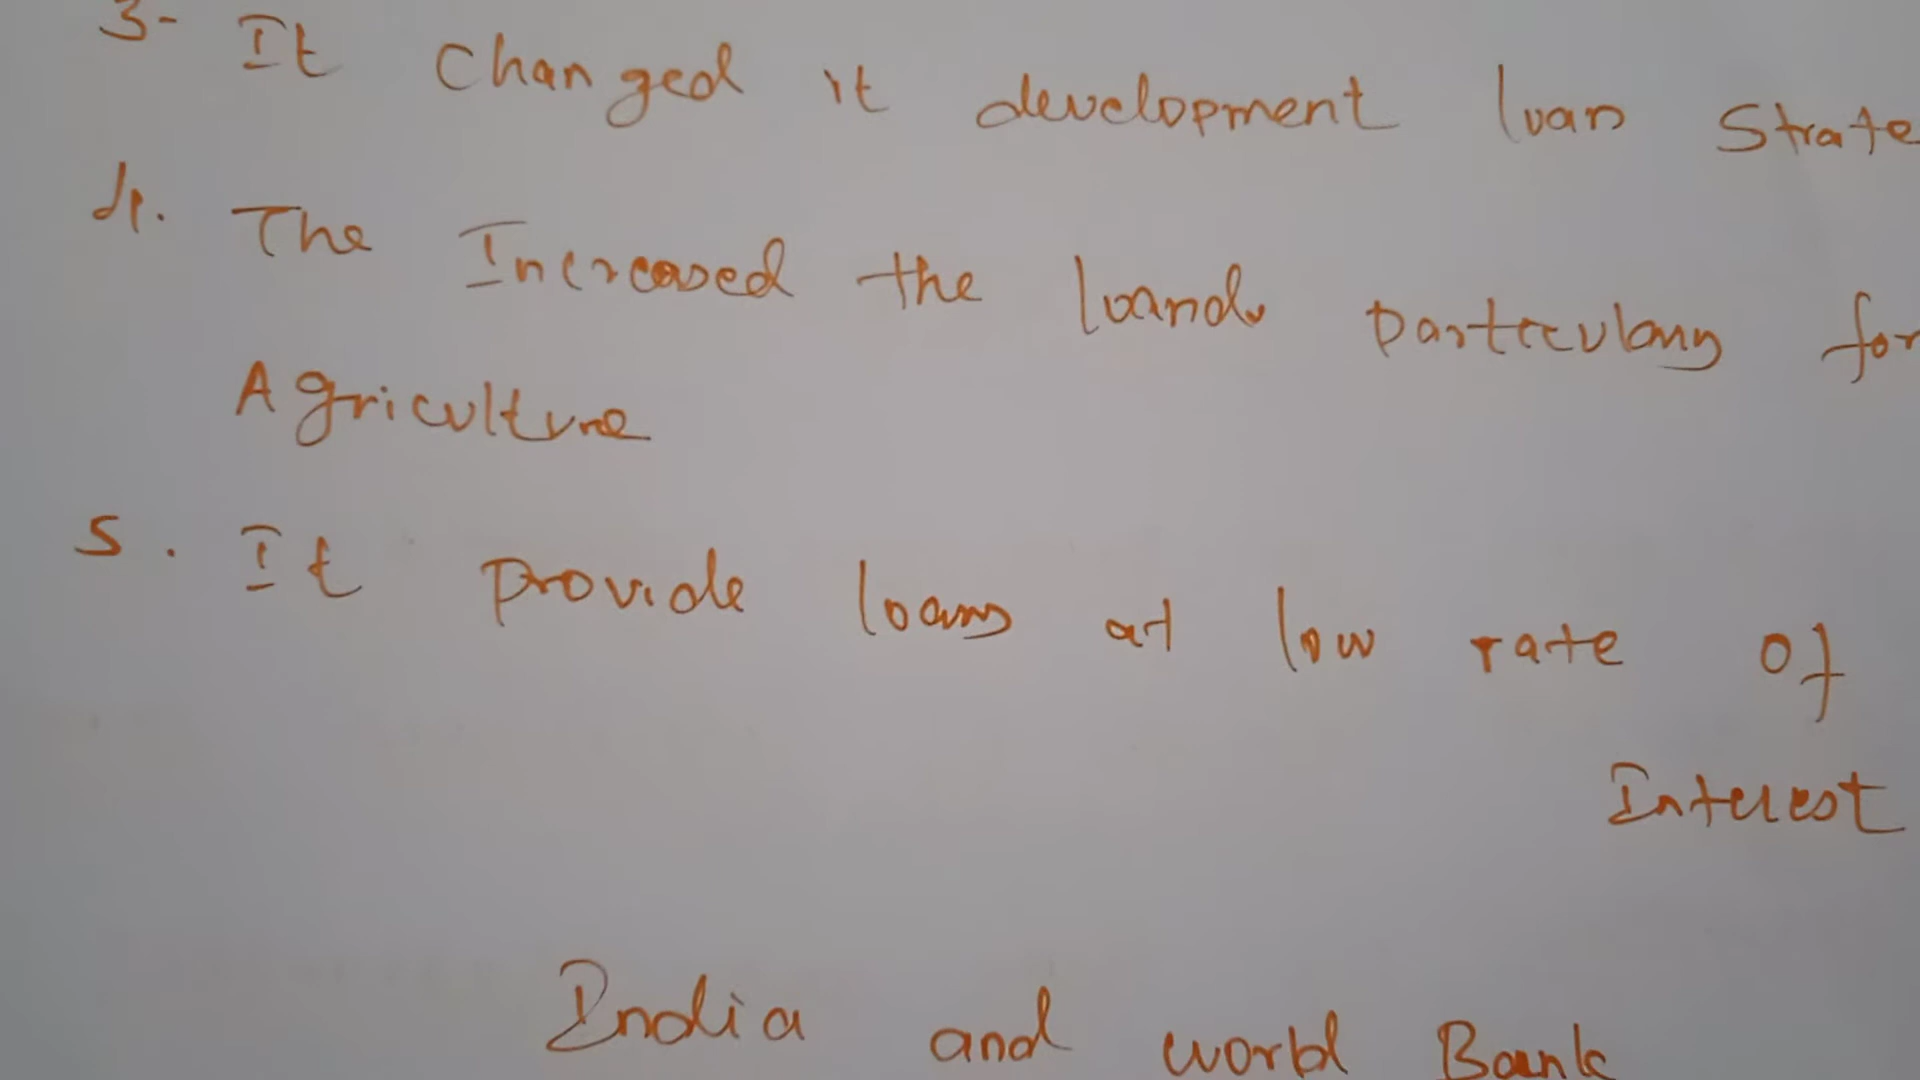 3- It changed it development loan Strate
4. The Increased the loands particulary for
Agriculture
5. It provide loans at low rate of
Interest
India and world Bank